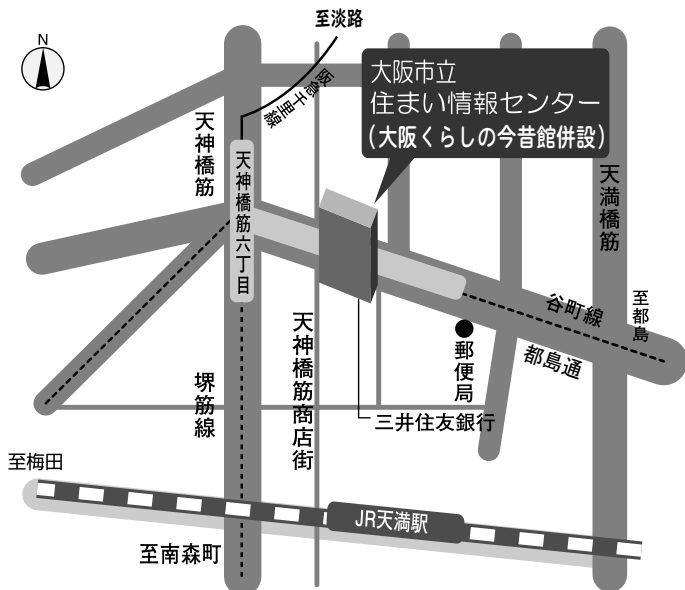 至淡路
N
阪急千里線
大阪市立
住まい情報センター
(大阪くらしの今昔館併設)
天神橋筋
天神橋筋六丁目
天満橋筋
谷町線
至都島
都島通
郵便局
天神橋筋商店街
堺筋線
三井住友銀行
至梅田
JR天満駅
至南森町